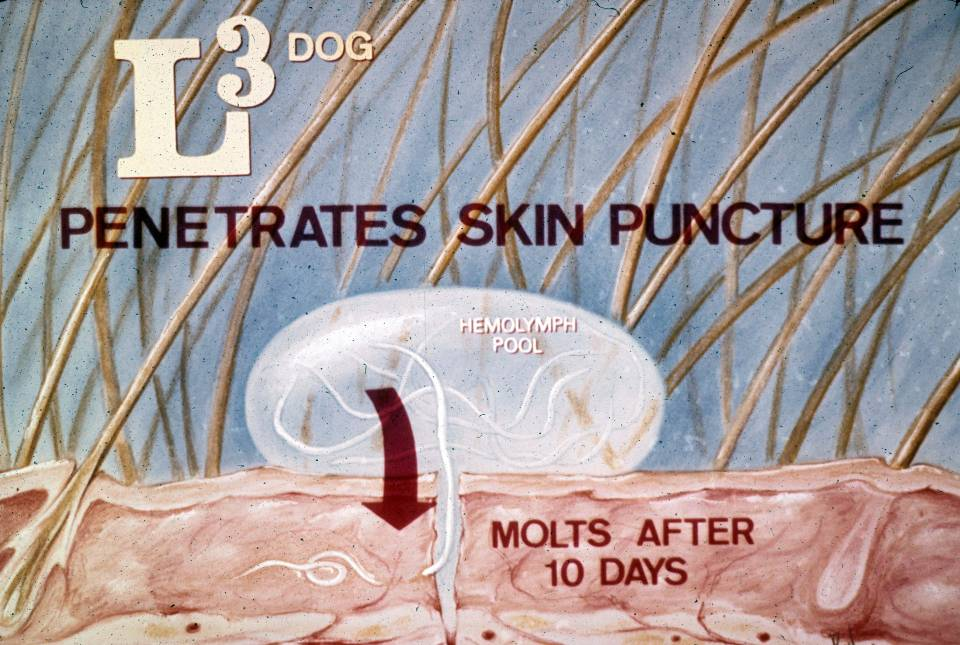 L3 DOG
PENETRATES SKIN PUNCTURE
HEMOLYMPH
POOL
MOLTS AFTER
10 DAYS